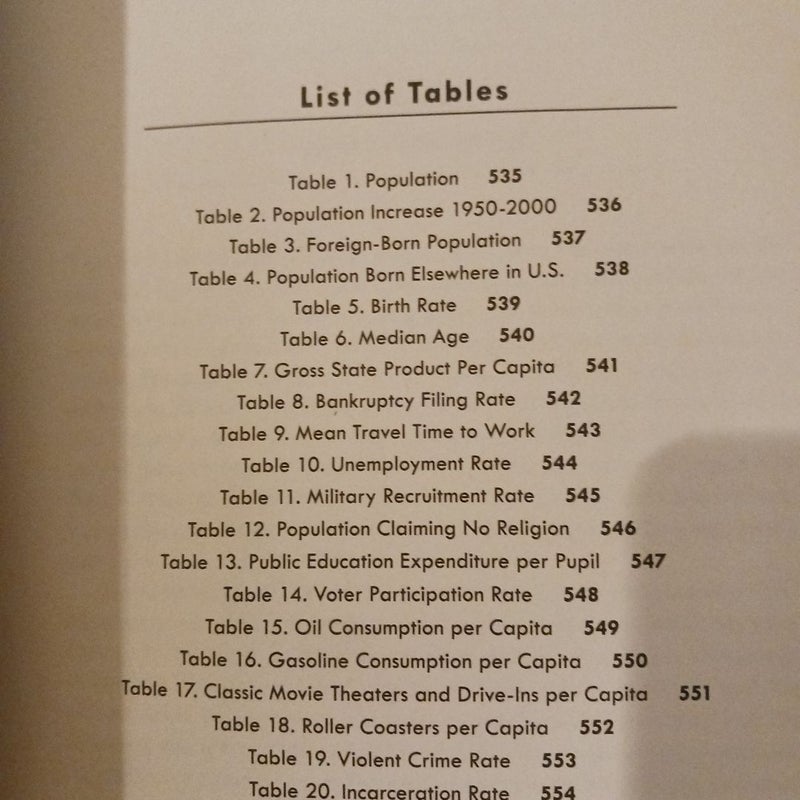 List of Tables
Table 1. Population 535
Table 2. Population Increase 1950-2000 536
Table 3. Foreign-Born Population 537
Table 4. Population Born Elsewhere in U.S. 538
Table 5. Birth Rate 539
Table 6. Median Age 540
Table 7. Gross State Product Per Capita 541
Table 8. Bankruptcy Filing Rate 542
Table 9. Mean Travel Time to Work 543
Table 10. Unemployment Rate 544
Table 11. Military Recruitment Rate 545
Table 12. Population Claiming No Religion 546
Table 13. Public Education Expenditure per Pupil 547
Table 14. Voter Participation Rate 548
Table 15. Oil Consumption per Capita 549
Table 16. Gasoline Consumption per Capita 550
Table 17. Classic Movie Theaters and Drive-Ins per Capita 551
Table 18. Roller Coasters per Capita 552
Table 19. Violent Crime Rate 553
Table 20. Incarceration Rate 554